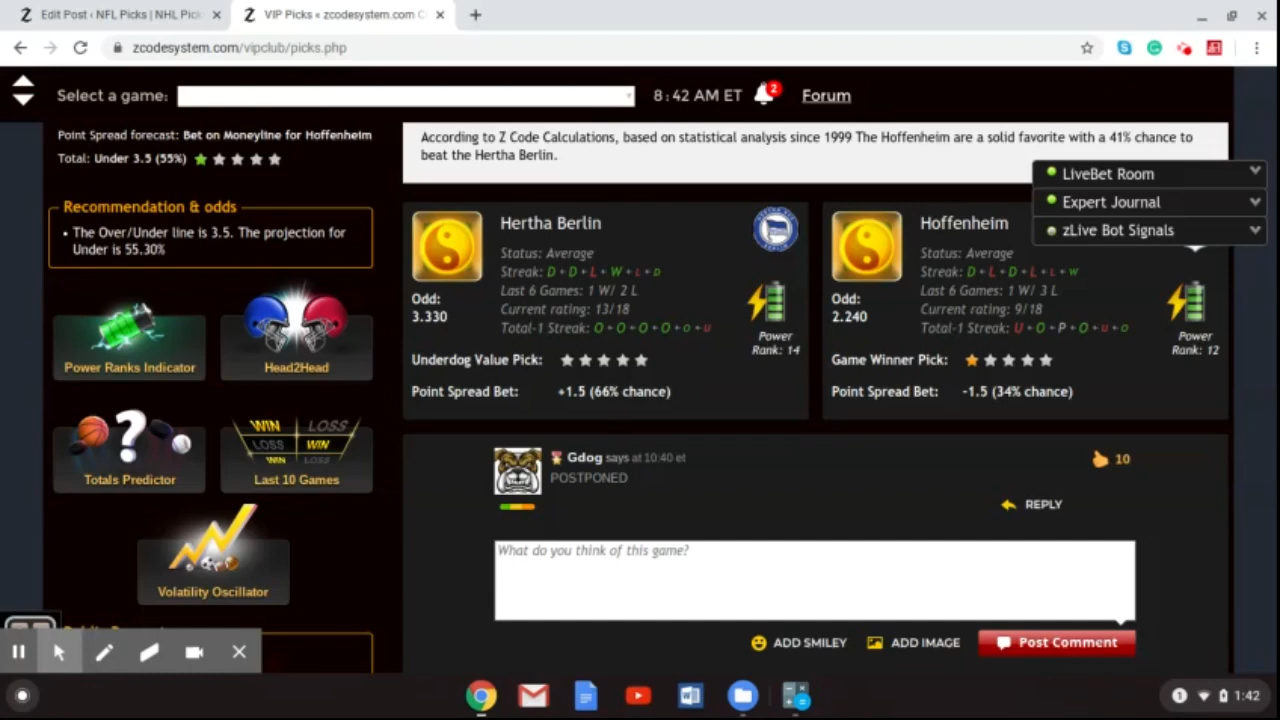 Edit Post ‹ NFL Picks | NHL Pick
VIP Picks « zcodesystem.com C
zcodesystem.com/vipclub/picks.php
Select a game:
8:42 AM ET
2
Forum
Point Spread forecast: Bet on Moneyline for Hoffenheim
Total: Under 3.5 (55%)
According to Z Code Calculations, based on statistical analysis since 1999 The Hoffenheim are a solid favorite with a 41% chance to
beat the Hertha Berlin.
LiveBet Room
Expert Journal
zLive Bot Signals
Recommendation & odds
• The Over/Under line is 3.5. The projection for
Under is 55.30%
Power Ranks Indicator
Head2Head
WIN LOSS
LOSS WIN
WIN LOSS
Totals Predictor
Last 10 Games
Volatility Oscillator
Hertha Berlin
Status: Average
Streak: D + D + L + W + L + D
Last 6 Games: 1 W/ 2 L
Current rating: 13/18
Total-1 Streak: O + O + O + O + O + U
Odd:
3.330
Power
Rank: 14
Underdog Value Pick:
Point Spread Bet: +1.5 (66% chance)
Hoffenheim
Status: Average
Streak: D + L + D + L + L + W
Last 6 Games: 1 W/ 3 L
Current rating: 9/18
Total-1 Streak: U + O + P + O + U + O
Odd:
2.240
Power
Rank: 12
Game Winner Pick:
Point Spread Bet: -1.5 (34% chance)
Gdog says at 10:40 et
POSTPONED
10
REPLY
What do you think of this game?
ADD SMILEY
ADD IMAGE
Post Comment
1
1:42